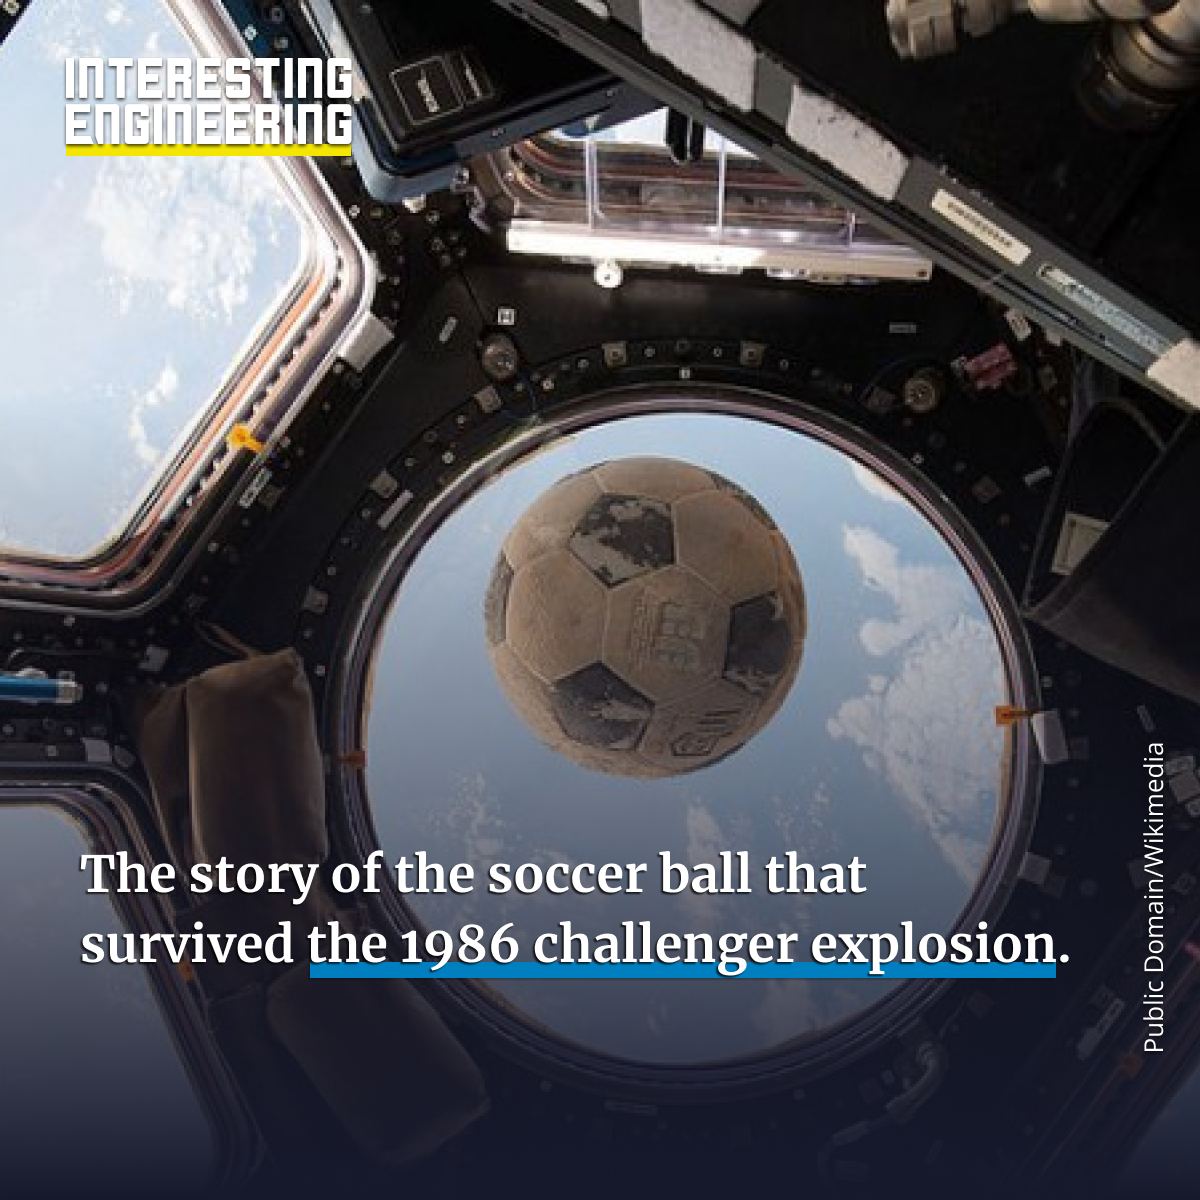 INTERESTING
ENGINEERING
The story of the soccer ball that
survived the 1986 challenger explosion.
Public Domain/Wikimedia